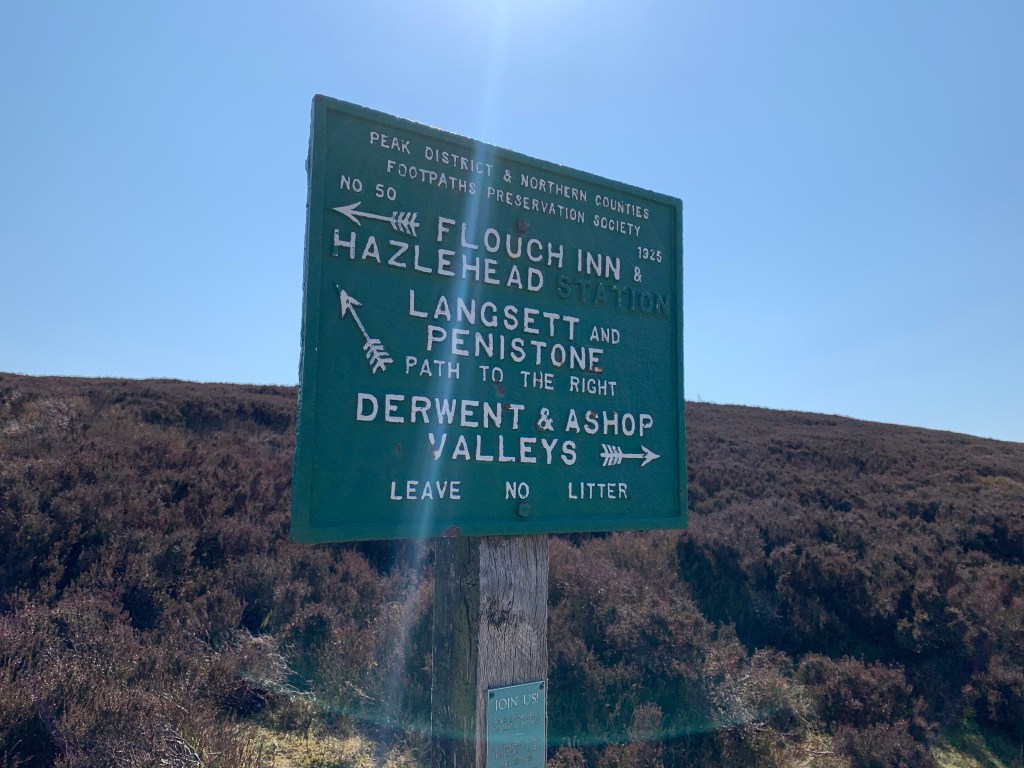 PEAK DISTRICT & NORTHERN COUNTIES
FOOTPATHS PRESERVATION SOCIETY
NO 50
1925
FLOUCH INN &
HAZLEHEAD STATION
LANGSETT AND
PENISTONE
PATH TO THE RIGHT
DERWENT & ASHOP
VALLEYS
LEAVE NO LITTER
JOIN US!